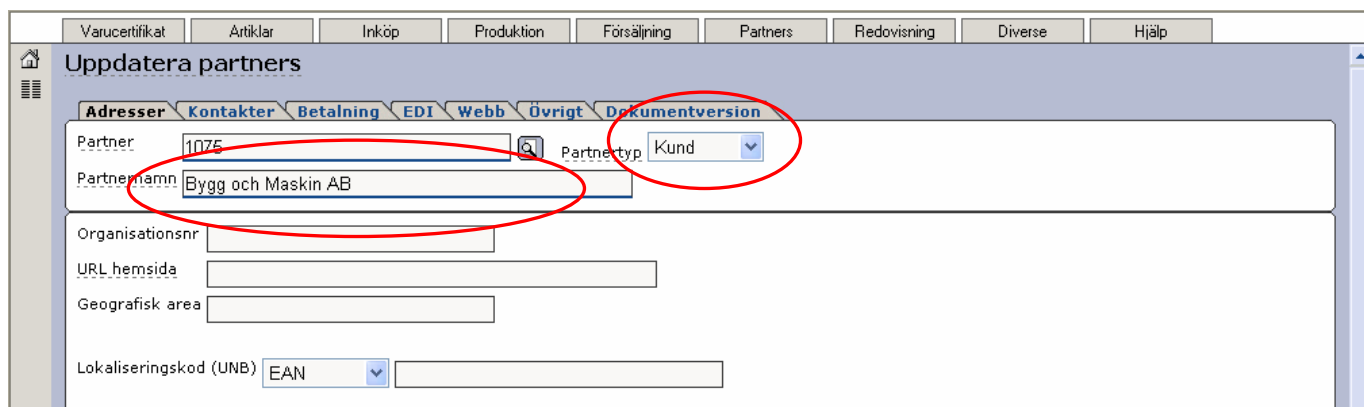 Varucertifikat Artiklar Inköp Produktion Försäljning Partners Redovisning Diverse Hjälp
Uppdatera partners
Adresser Kontakter Betalning EDI Webb Övrigt Dokumentversion
Partner 1075 Partnertyp Kund
Partnernamn Bygg och Maskin AB
Organisationsnr
URL hemsida
Geografisk area
Lokaliseringskod (UNB) EAN